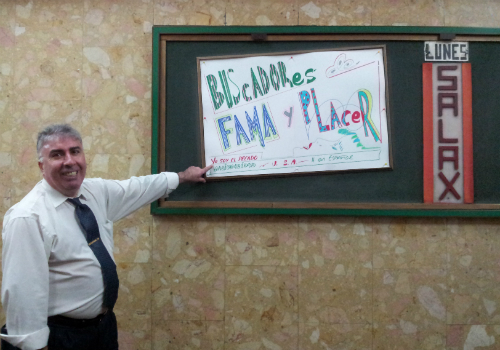 BUScADORes
FAMA y PLaceR
LUNES
SALAX